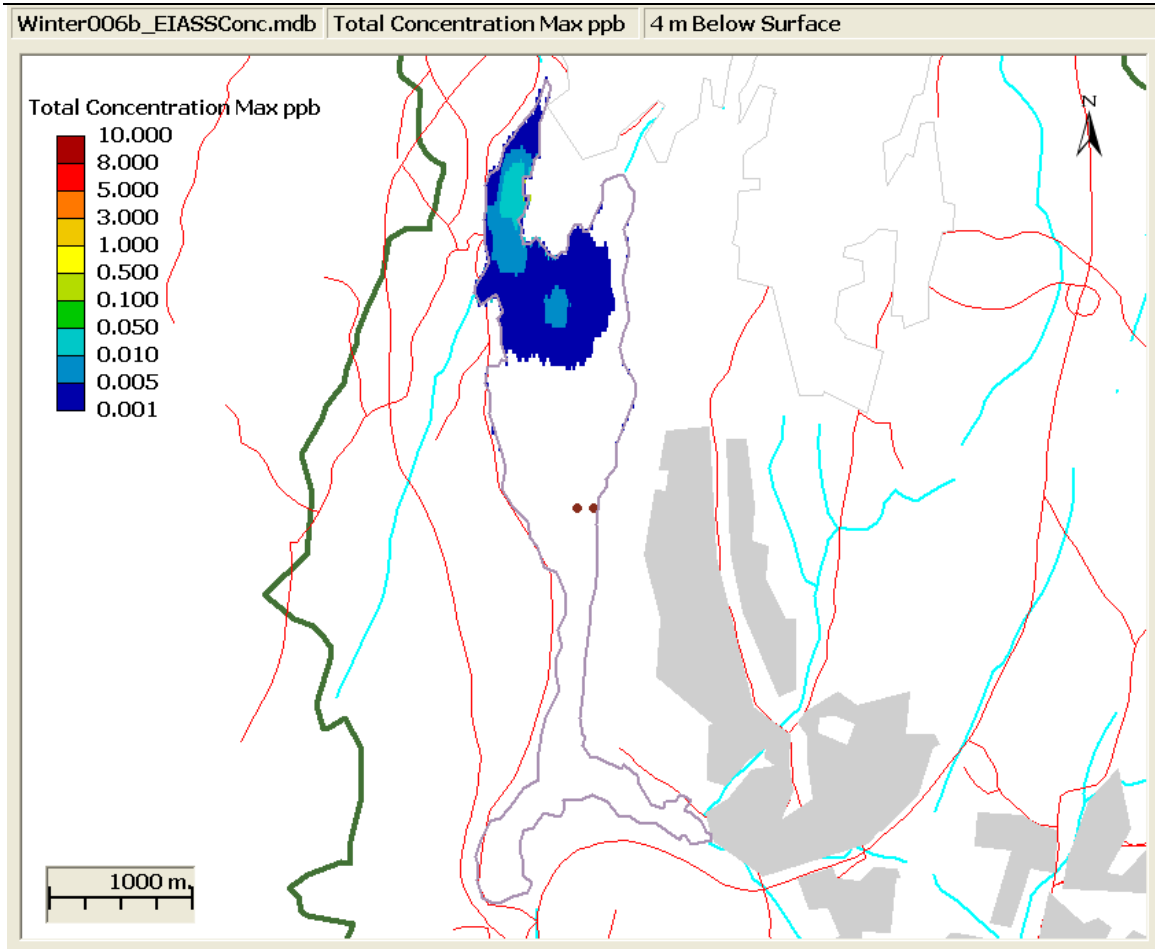 Winter006b_EIASSConc.mdb Total Concentration Max ppb 4 m Below Surface
Total Concentration Max ppb
10.000
8.000
5.000
3.000
1.000
0.500
0.100
0.050
0.010
0.005
0.001
N
1000 m